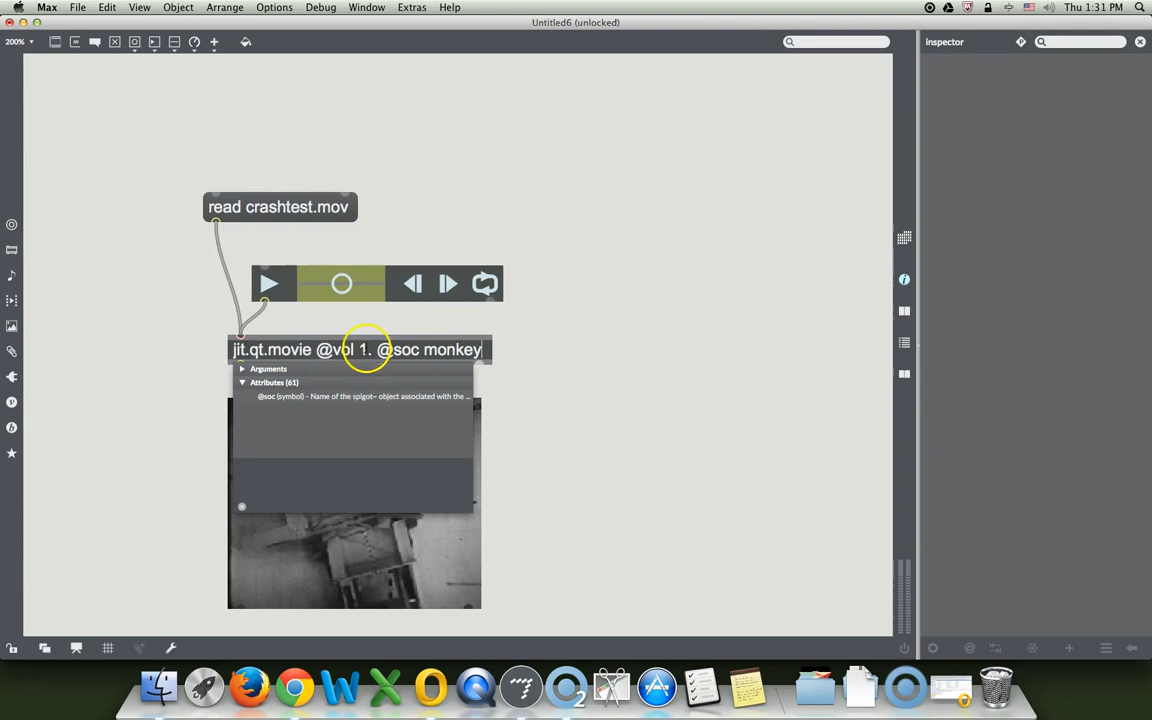 Max File Edit View Object Arrange Options Debug Window Extras Help Thu 1:31 PM
Untitled6 (unlocked)
200% inspector
read crashtest.mov
jit.qt.movie @vol 1. @soc monkey
Arguments
Attributes (61)
@soc (symbol) - Name of the spigot~ object associated with the ...
2